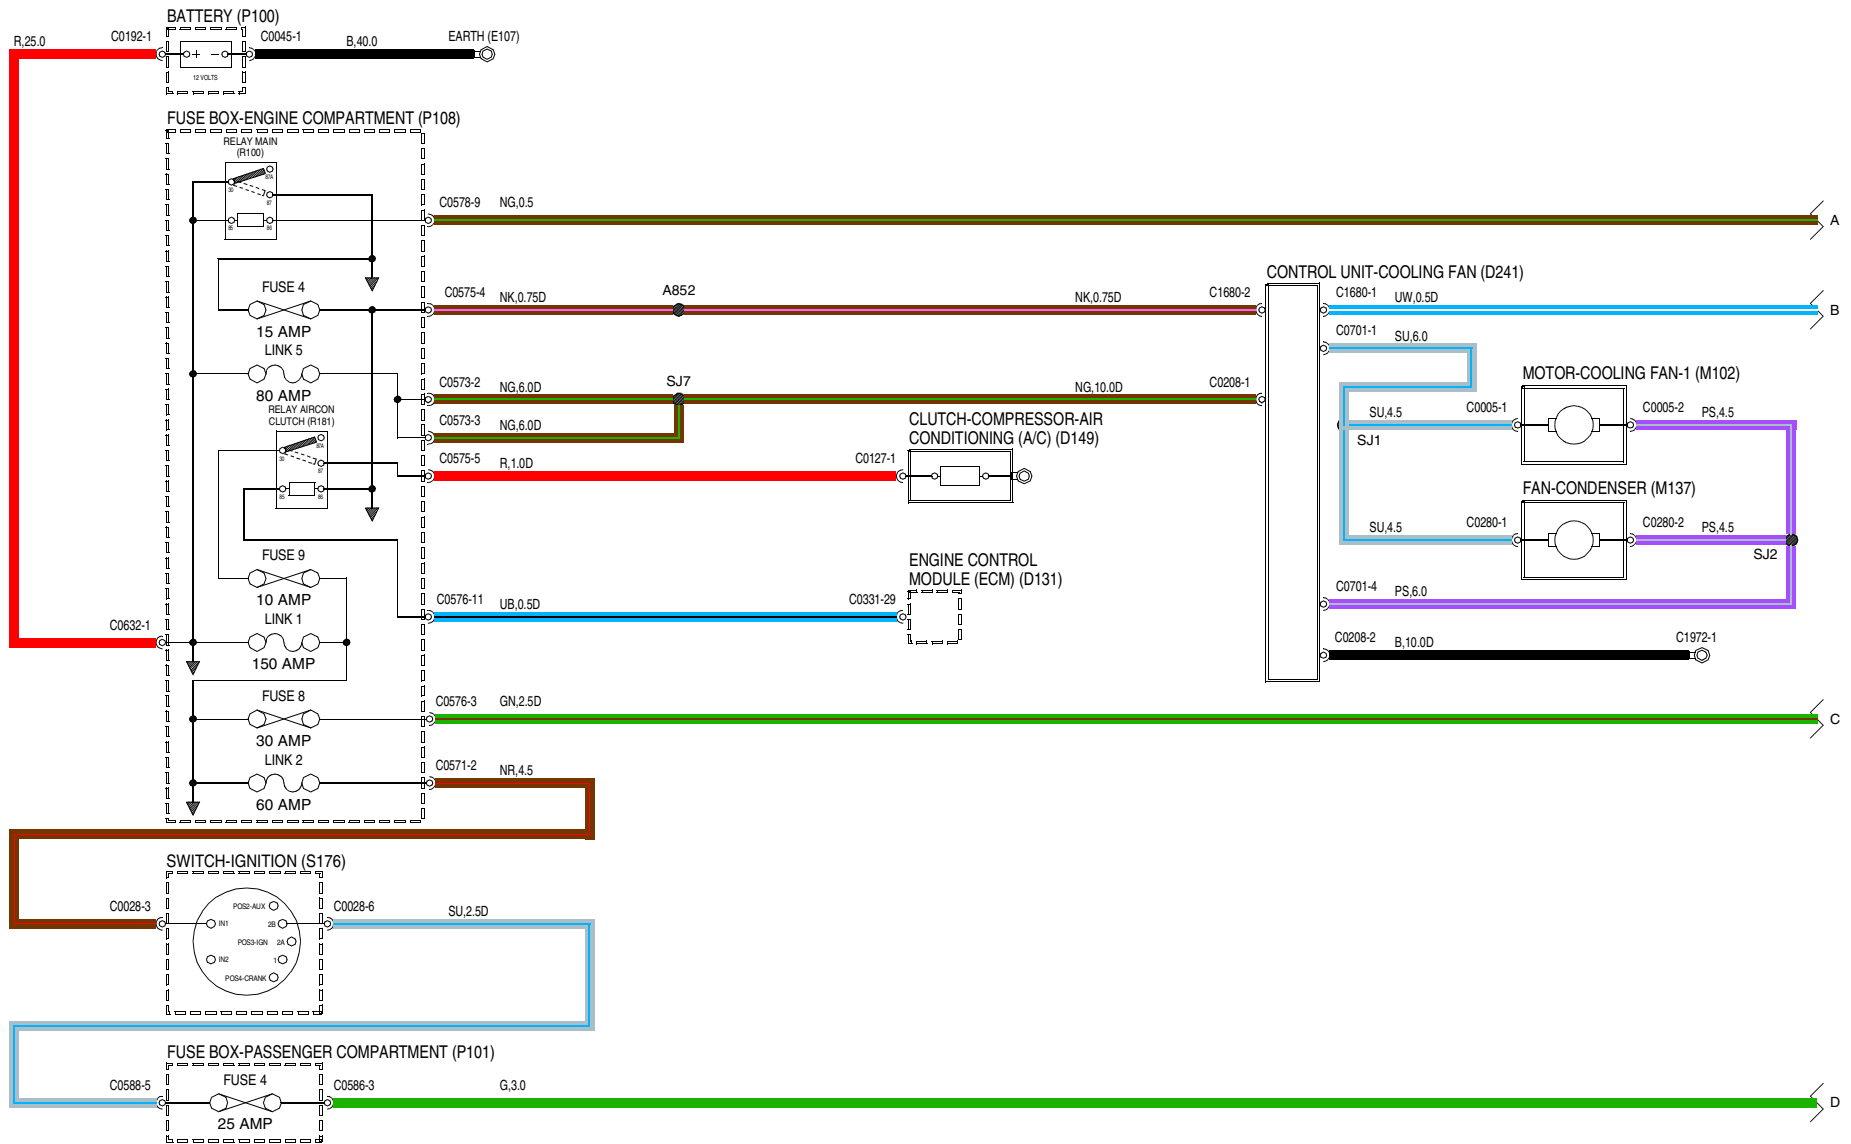 BATTERY (P100)
R,25.0
C0192-1
+
−
12 VOLTS
C0045-1
B,40.0
EARTH (E107)
FUSE BOX-ENGINE COMPARTMENT (P108)
RELAY MAIN
(R100)
87A
30
87
85
86
C0578-9
NG,0.5
A
FUSE 4
15 AMP
C0575-4
NK,0.75D
A852
NK,0.75D
C1680-2
CONTROL UNIT-COOLING FAN (D241)
C1680-1
UW,0.5D
B
C0701-1
SU,6.0
LINK 5
80 AMP
C0573-2
NG,6.0D
SJ7
NG,10.0D
C0208-1
C0573-3
NG,6.0D
RELAY AIRCON
CLUTCH (R181)
87A
30
87
85
86
C0575-5
R,1.0D
C0127-1
CLUTCH-COMPRESSOR-AIR
CONDITIONING (A/C) (D149)
MOTOR-COOLING FAN-1 (M102)
SU,4.5
C0005-1
C0005-2
PS,4.5
SJ1
FAN-CONDENSER (M137)
SU,4.5
C0280-1
C0280-2
PS,4.5
SJ2
FUSE 9
10 AMP
ENGINE CONTROL
MODULE (ECM) (D131)
C0576-11
UB,0.5D
C0331-29
C0701-4
PS,6.0
C0632-1
LINK 1
150 AMP
C0208-2
B,10.0D
C1972-1
FUSE 8
30 AMP
C0576-3
GN,2.5D
C
LINK 2
60 AMP
C0571-2
NR,4.5
SWITCH-IGNITION (S176)
C0028-3
POS2-AUX
IN1
2B
POS3-IGN
2A
IN2
1
POS4-CRANK
C0028-6
SU,2.5D
FUSE BOX-PASSENGER COMPARTMENT (P101)
C0588-5
FUSE 4
25 AMP
C0586-3
G,3.0
D